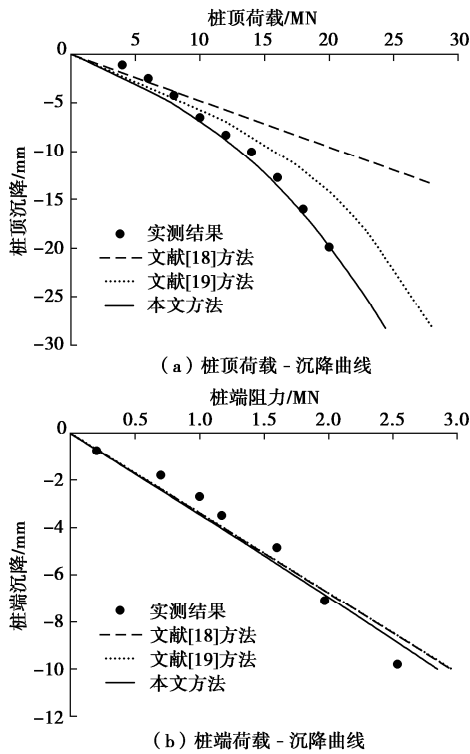 桩顶荷载/MN
0 5 10 15 20 25 30
-5
-10
-15
-20
-25
-30
桩顶沉降/mm
实测结果
文献[18]方法
文献[19]方法
本文方法
(a)桩顶荷载-沉降曲线
桩端阻力/MN
0 0.5 1.0 1.5 2.0 2.5 3.0
-2
-4
-6
-8
-10
-12
桩端沉降/mm
实测结果
文献[18]方法
文献[19]方法
本文方法
(b)桩端荷载-沉降曲线